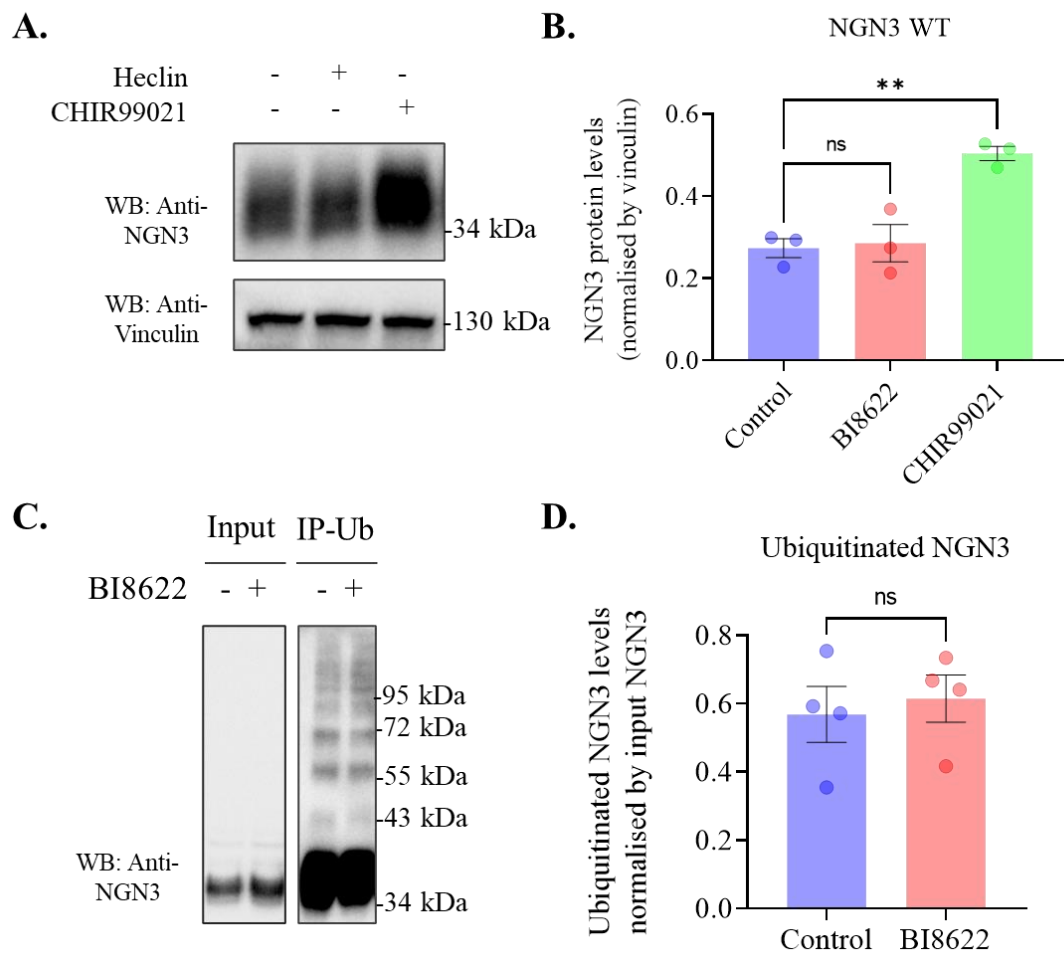 A.
Heclin - + -
CHIR99021 - - +
WB: Anti-
NGN3
-34 kDa
WB: Anti-
Vinculin
-130 kDa
B.
NGN3 WT
NGN3 protein levels
(normalised by vinculin)
0.6
0.4
0.2
0.0
**
ns
Control
BI8622
CHIR99021
C.
Input IP-Ub
BI8622 - + - +
-95 kDa
-72 kDa
-55 kDa
-43 kDa
WB: Anti-
NGN3
-34 kDa
D.
Ubiquitinated NGN3
Ubiquitinated NGN3 levels
normalised by input NGN3
ns
0.8
0.6
0.4
0.2
0.0
Control BI8622